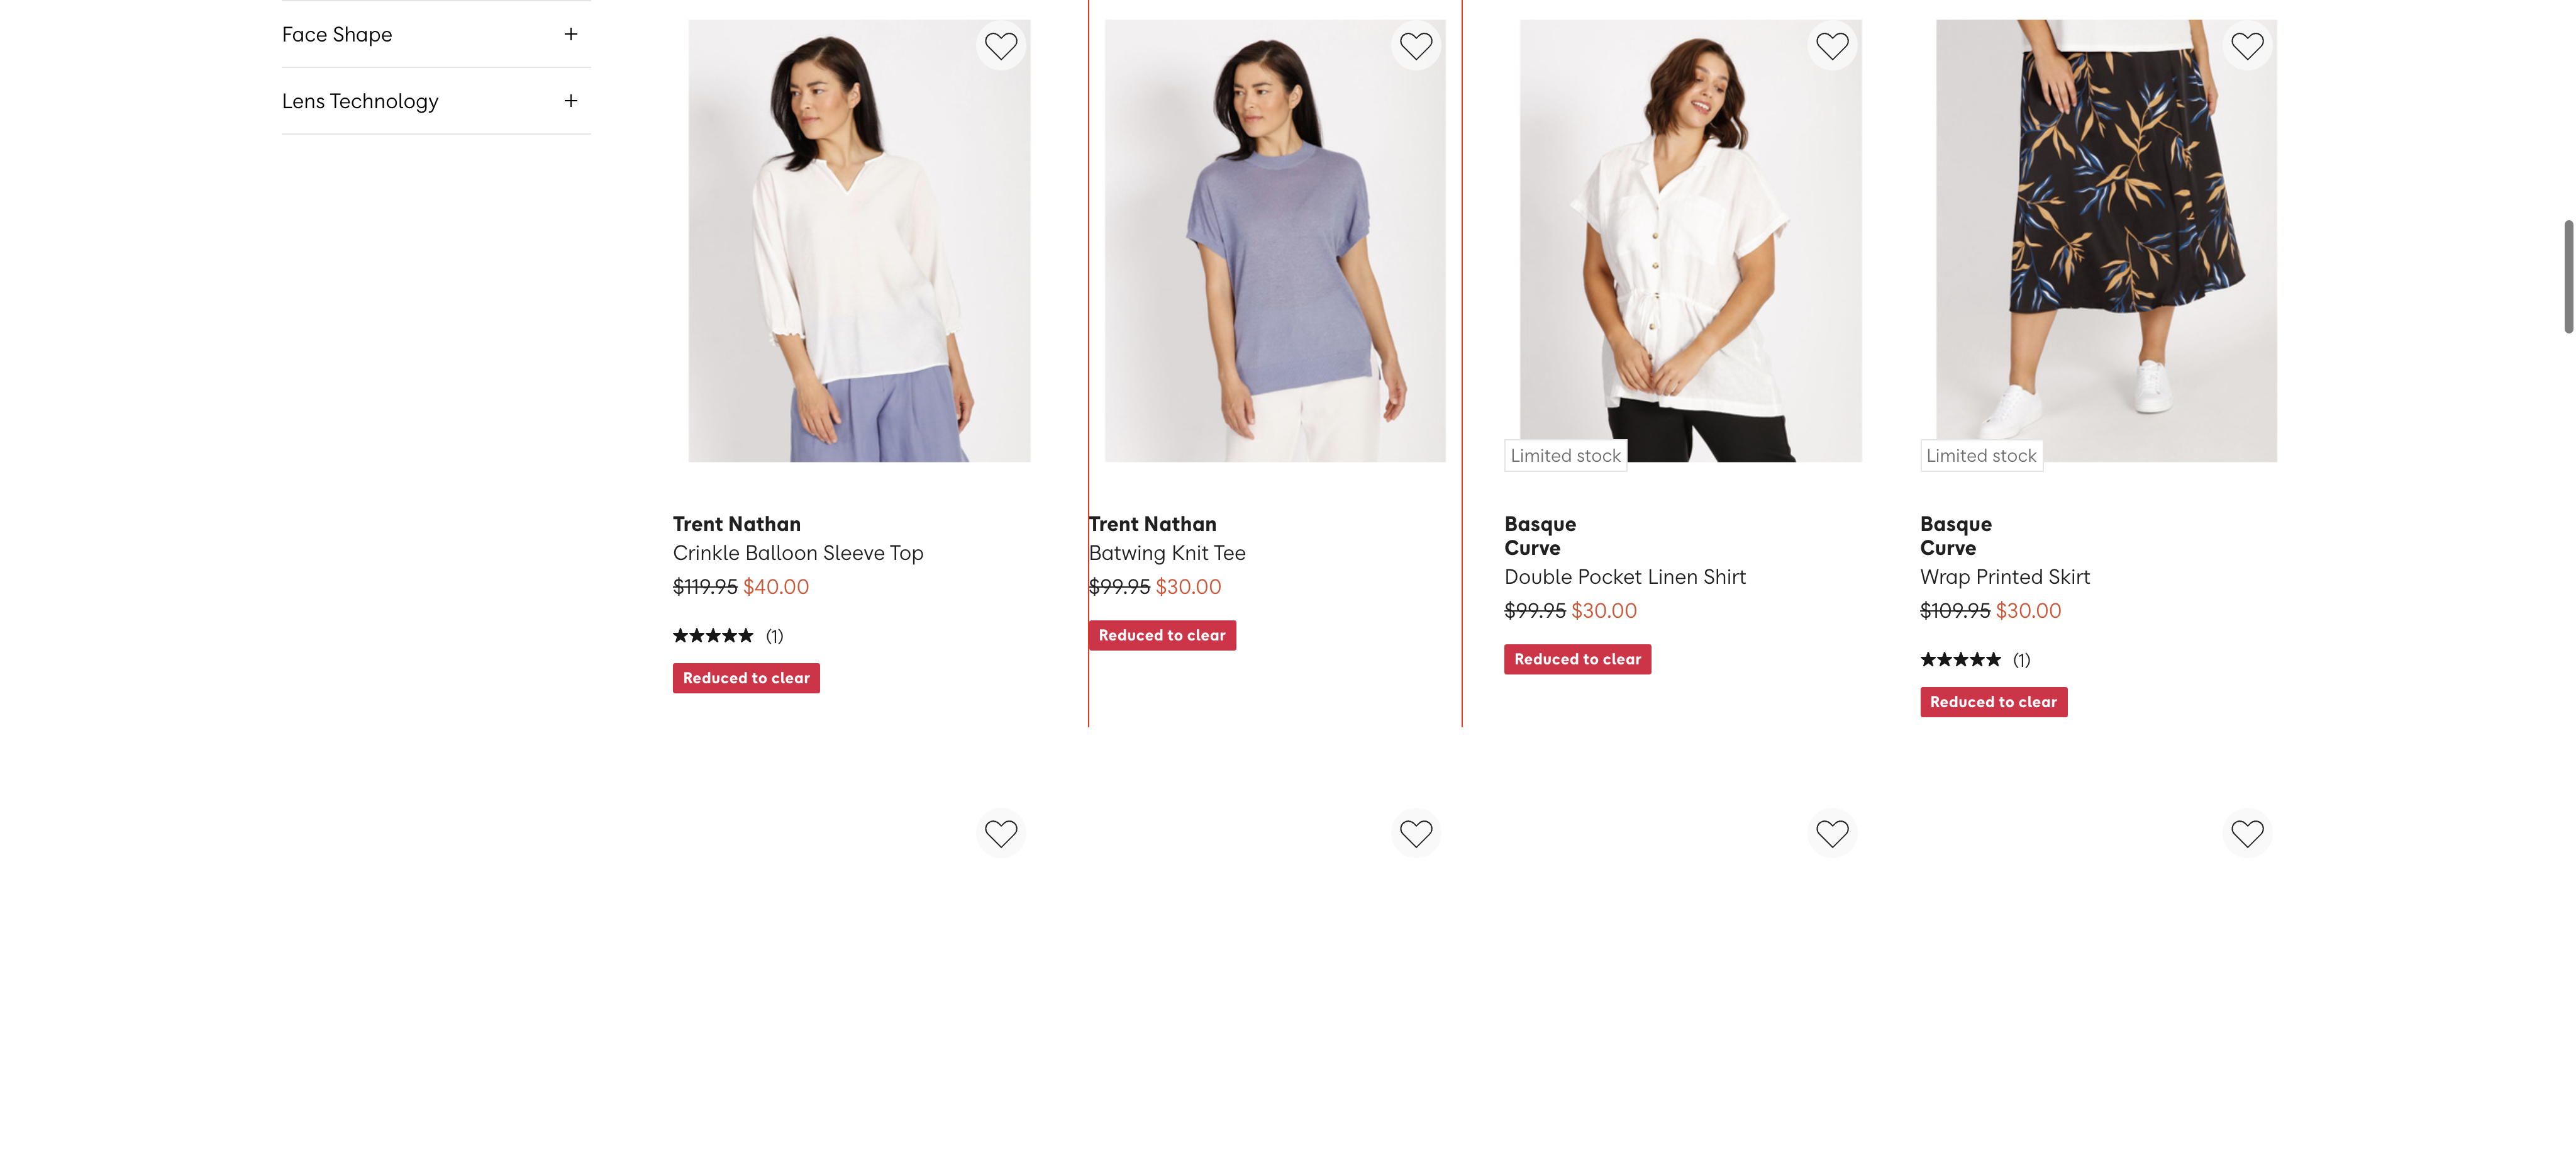 Face Shape
Lens Technology
Limited stock
Limited stock
Trent Nathan
Crinkle Balloon Sleeve Top
$119.95 $40.00
(1)
Reduced to clear
Trent Nathan
Batwing Knit Tee
$99.95 $30.00
Reduced to clear
Basque
Curve
Double Pocket Linen Shirt
$99.95 $30.00
Reduced to clear
Basque
Curve
Wrap Printed Skirt
$109.95 $30.00
(1)
Reduced to clear